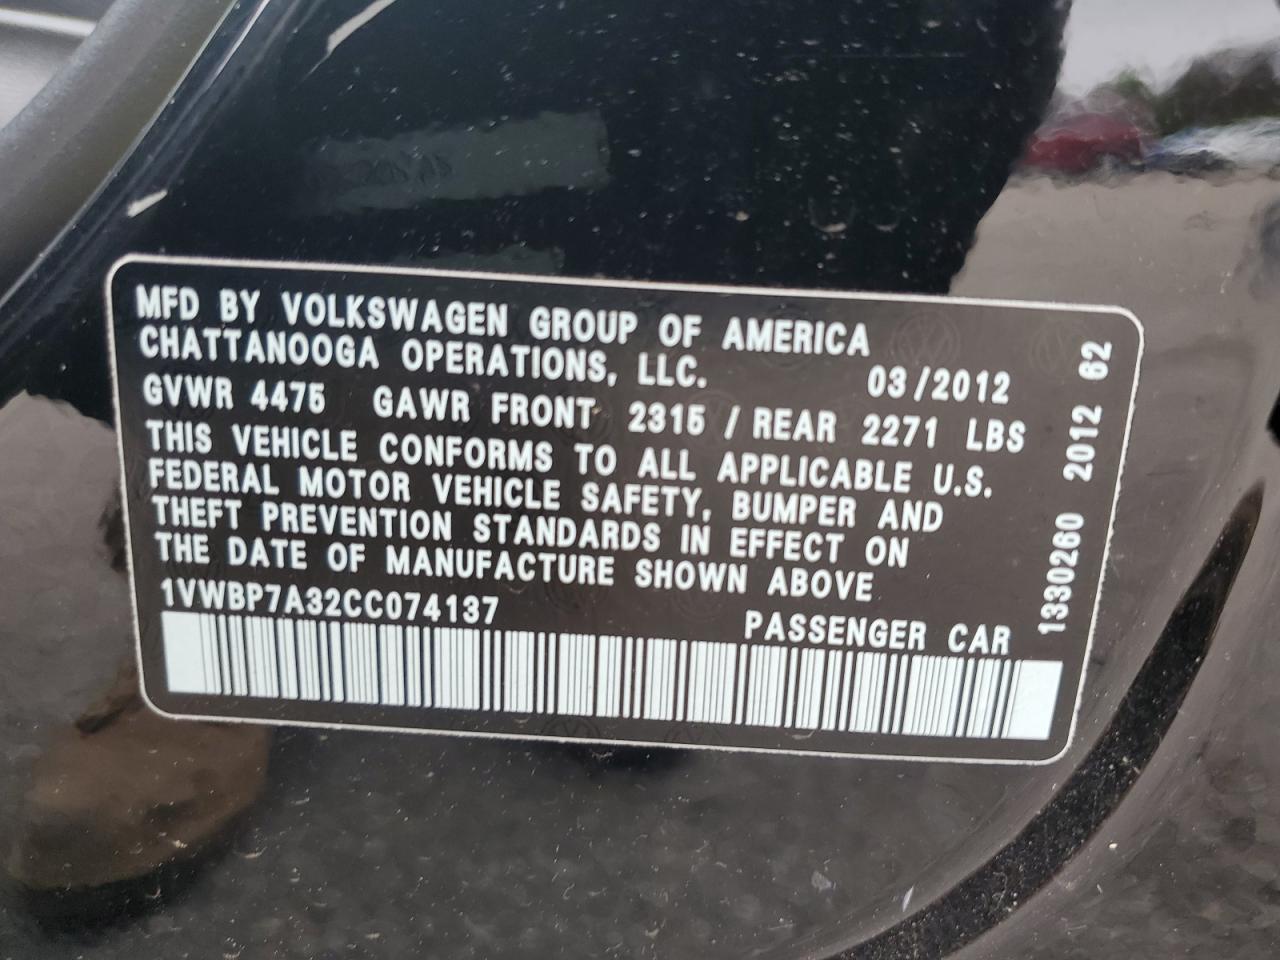 MFD BY VOLKSWAGEN GROUP OF AMERICA
CHATTANOOGA OPERATIONS, LLC.
03/2012
GVWR 4475 GAWR FRONT 2315 / REAR 2271 LBS
THIS VEHICLE CONFORMS TO ALL APPLICABLE U.S.
FEDERAL MOTOR VEHICLE SAFETY, BUMPER AND
THEFT PREVENTION STANDARDS IN EFFECT ON
THE DATE OF MANUFACTURE SHOWN ABOVE
1VWBP7A32CC074137
PASSENGER CAR
1330260 2012 62